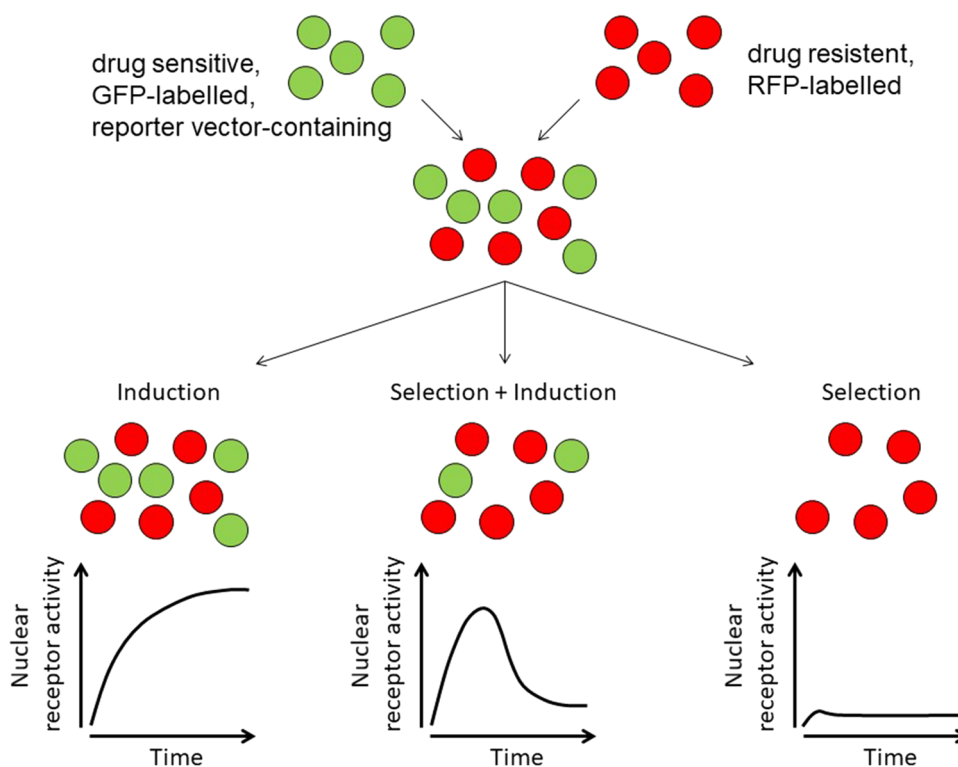 drug sensitive,
GFP-labelled,
reporter vector-containing
drug resistent,
RFP-labelled
Induction
Selection + Induction
Selection
Nuclear
receptor activity
Time
Nuclear
receptor activity
Time
Nuclear
receptor activity
Time